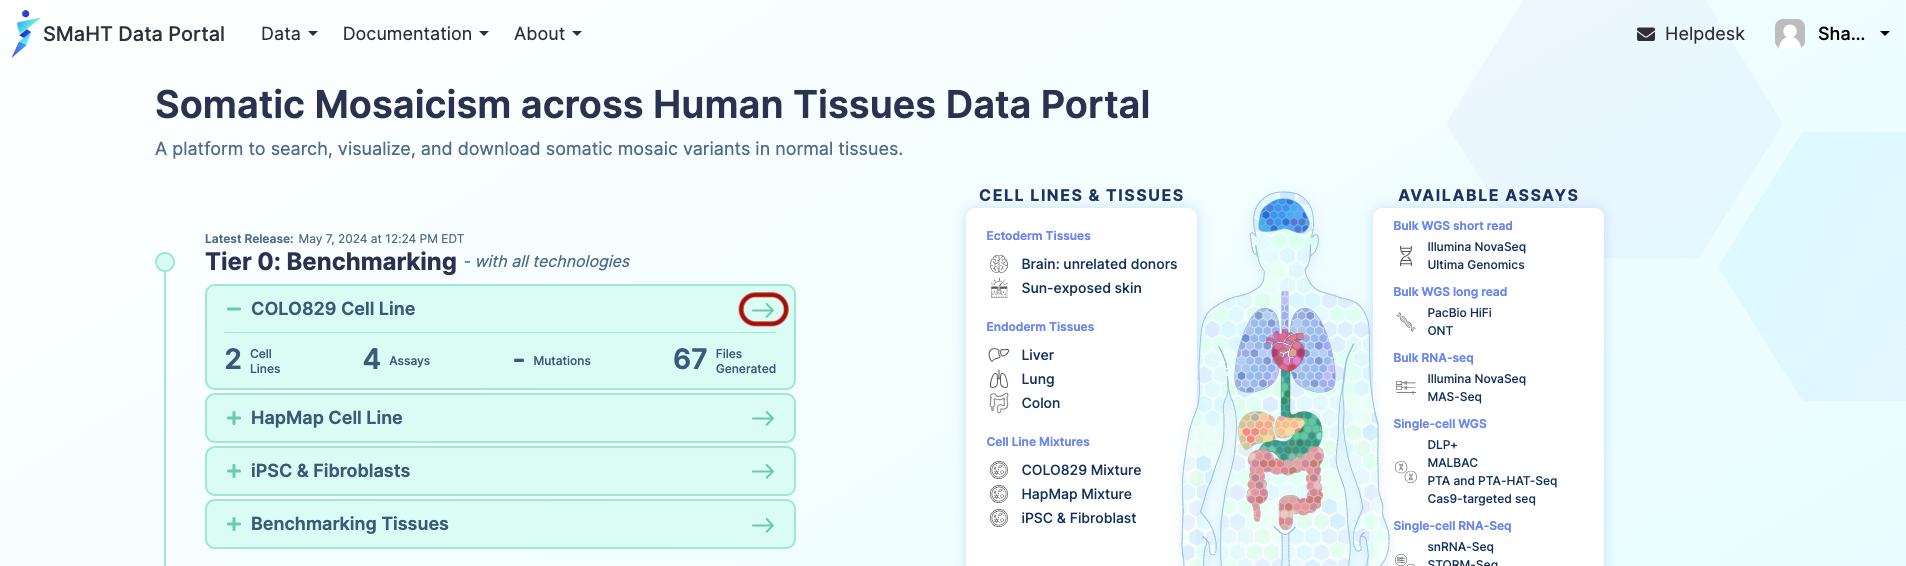 SMaHT Data Portal
Data
Documentation
About
Helpdesk
Sha...
Somatic Mosaicism across Human Tissues Data Portal
A platform to search, visualize, and download somatic mosaic variants in normal tissues.
Latest Release: May 7, 2024 at 12:24 PM EDT
Tier 0: Benchmarking - with all technologies
COLO829 Cell Line
2 Cell Lines
4 Assays
- Mutations
67 Files Generated
HapMap Cell Line
iPSC & Fibroblasts
Benchmarking Tissues
CELL LINES & TISSUES
Ectoderm Tissues
Brain: unrelated donors
Sun-exposed skin
Endoderm Tissues
Liver
Lung
Colon
Cell Line Mixtures
COLO829 Mixture
HapMap Mixture
iPSC & Fibroblast
AVAILABLE ASSAYS
Bulk WGS short read
Illumina NovaSeq
Ultima Genomics
Bulk WGS long read
PacBio HiFi
ONT
Bulk RNA-seq
Illumina NovaSeq
MAS-Seq
Single-cell WGS
DLP+
MALBAC
PTA and PTA-HAT-Seq
Cas9-targeted seq
Single-cell RNA-Seq
snRNA-Seq
STORM-Seq